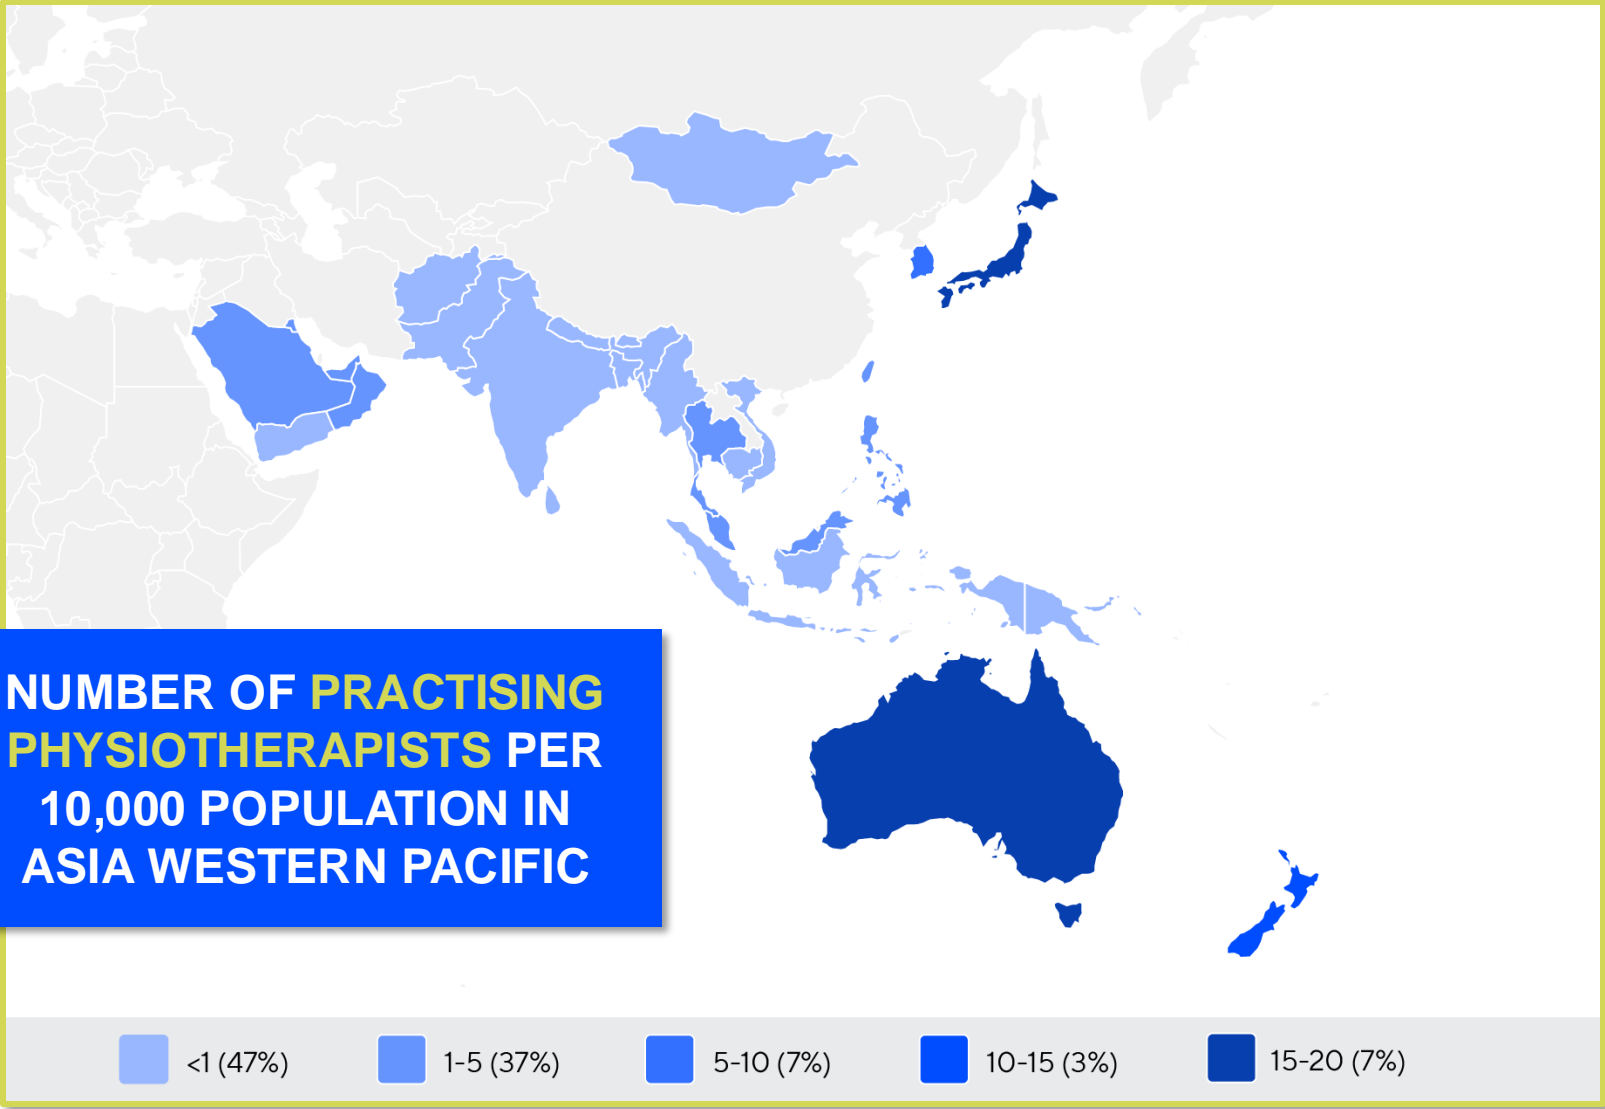 NUMBER OF PRACTISING
PHYSIOTHERAPISTS PER
10,000 POPULATION IN
ASIA WESTERN PACIFIC
<1 (47%)
1-5 (37%)
5-10 (7%)
10-15 (3%)
15-20 (7%)